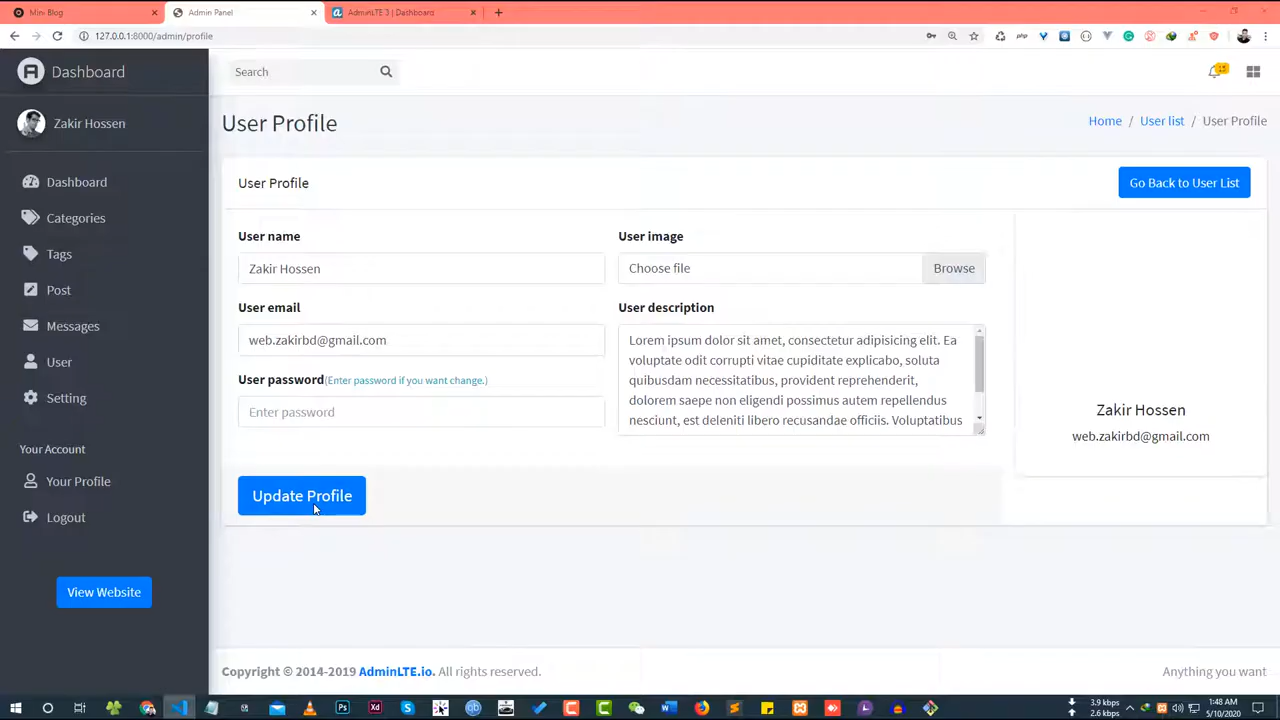 Mini Blog
Admin Panel
AdminLTE 3 | Dashboard
127.0.0.1:8000/admin/profile
Dashboard
Search
Zakir Hossen
User Profile
Home / User list / User Profile
Dashboard
Categories
Tags
Post
Messages
User
Setting
Your Account
Your Profile
Logout
View Website
User Profile
Go Back to User List
User name
Zakir Hossen
User email
web.zakirbd@gmail.com
User password(Enter password if you want change.)
Enter password
User image
Choose file
Browse
User description
Lorem ipsum dolor sit amet, consectetur adipisicing elit. Ea
voluptate odit corrupti vitae cupiditate explicabo, soluta
quibusdam necessitatibus, provident reprehenderit,
dolorem saepe non eligendi possimus autem repellendus
nesciunt, est deleniti libero recusandae officiis. Voluptatibus
Zakir Hossen
web.zakirbd@gmail.com
Update Profile
Copyright © 2014-2019 AdminLTE.io. All rights reserved.
Anything you want
3.9 kbps
2.6 kbps
1:48 AM
5/10/2020